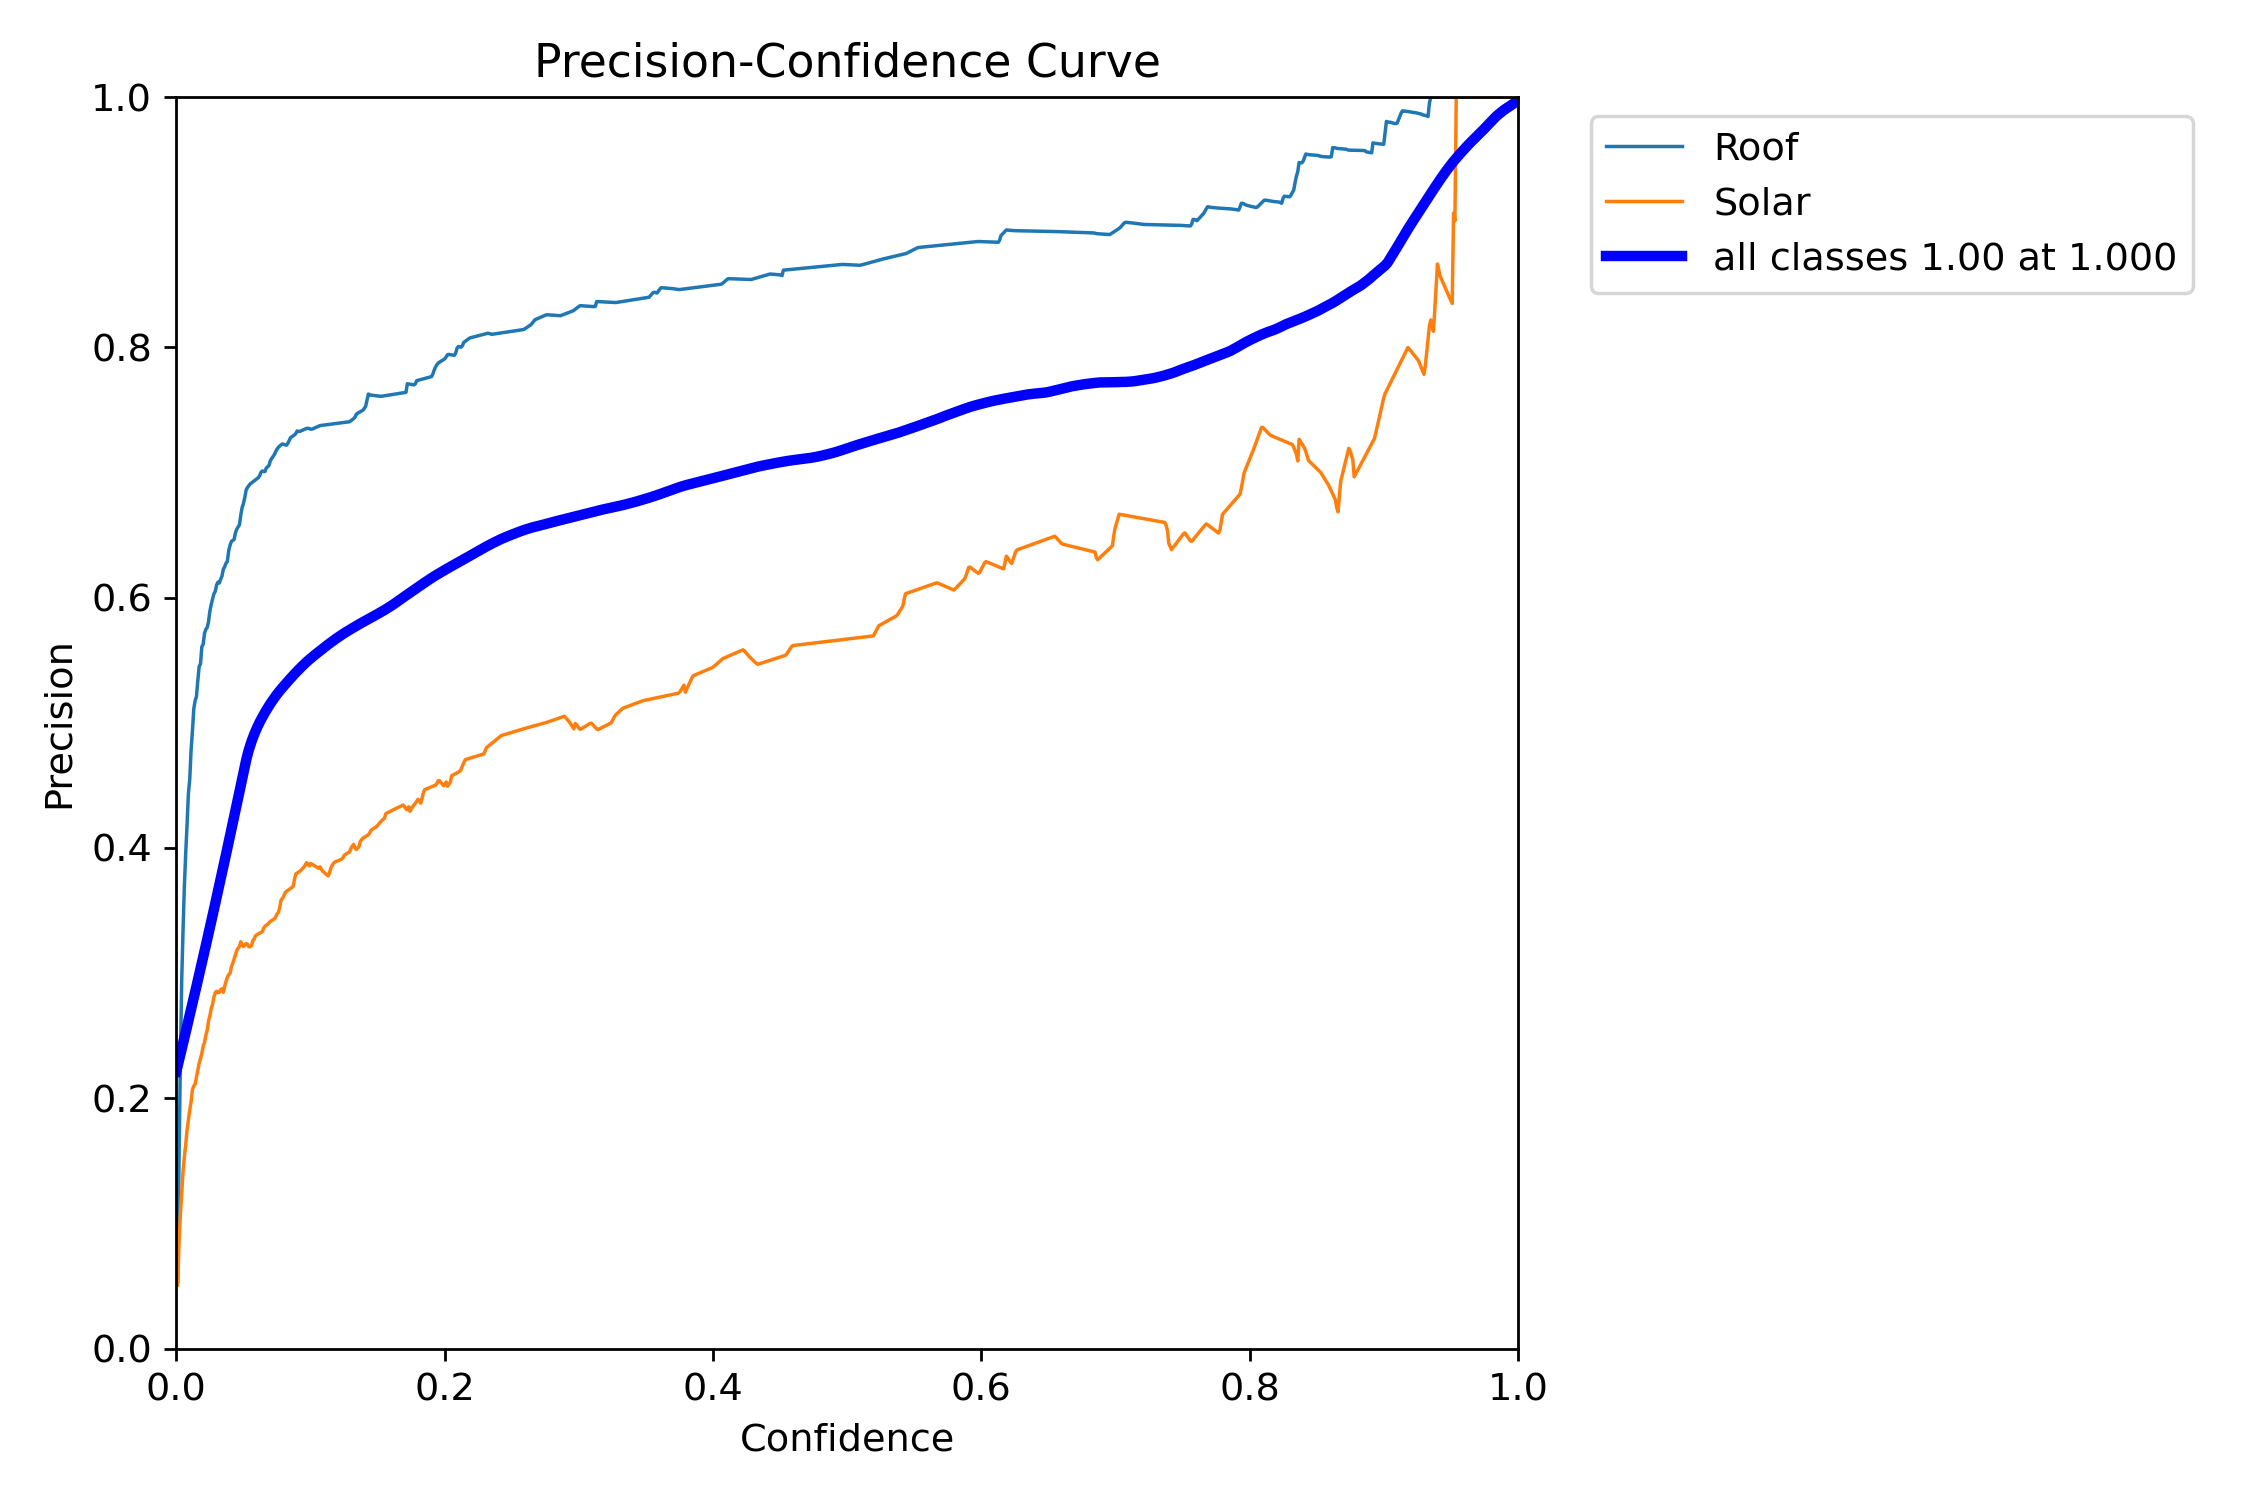 Precision-Confidence Curve
1.0
0.8
0.6
0.4
0.2
0.0
Precision
0.0 0.2 0.4 0.6 0.8 1.0
Confidence
Roof
Solar
all classes 1.00 at 1.000